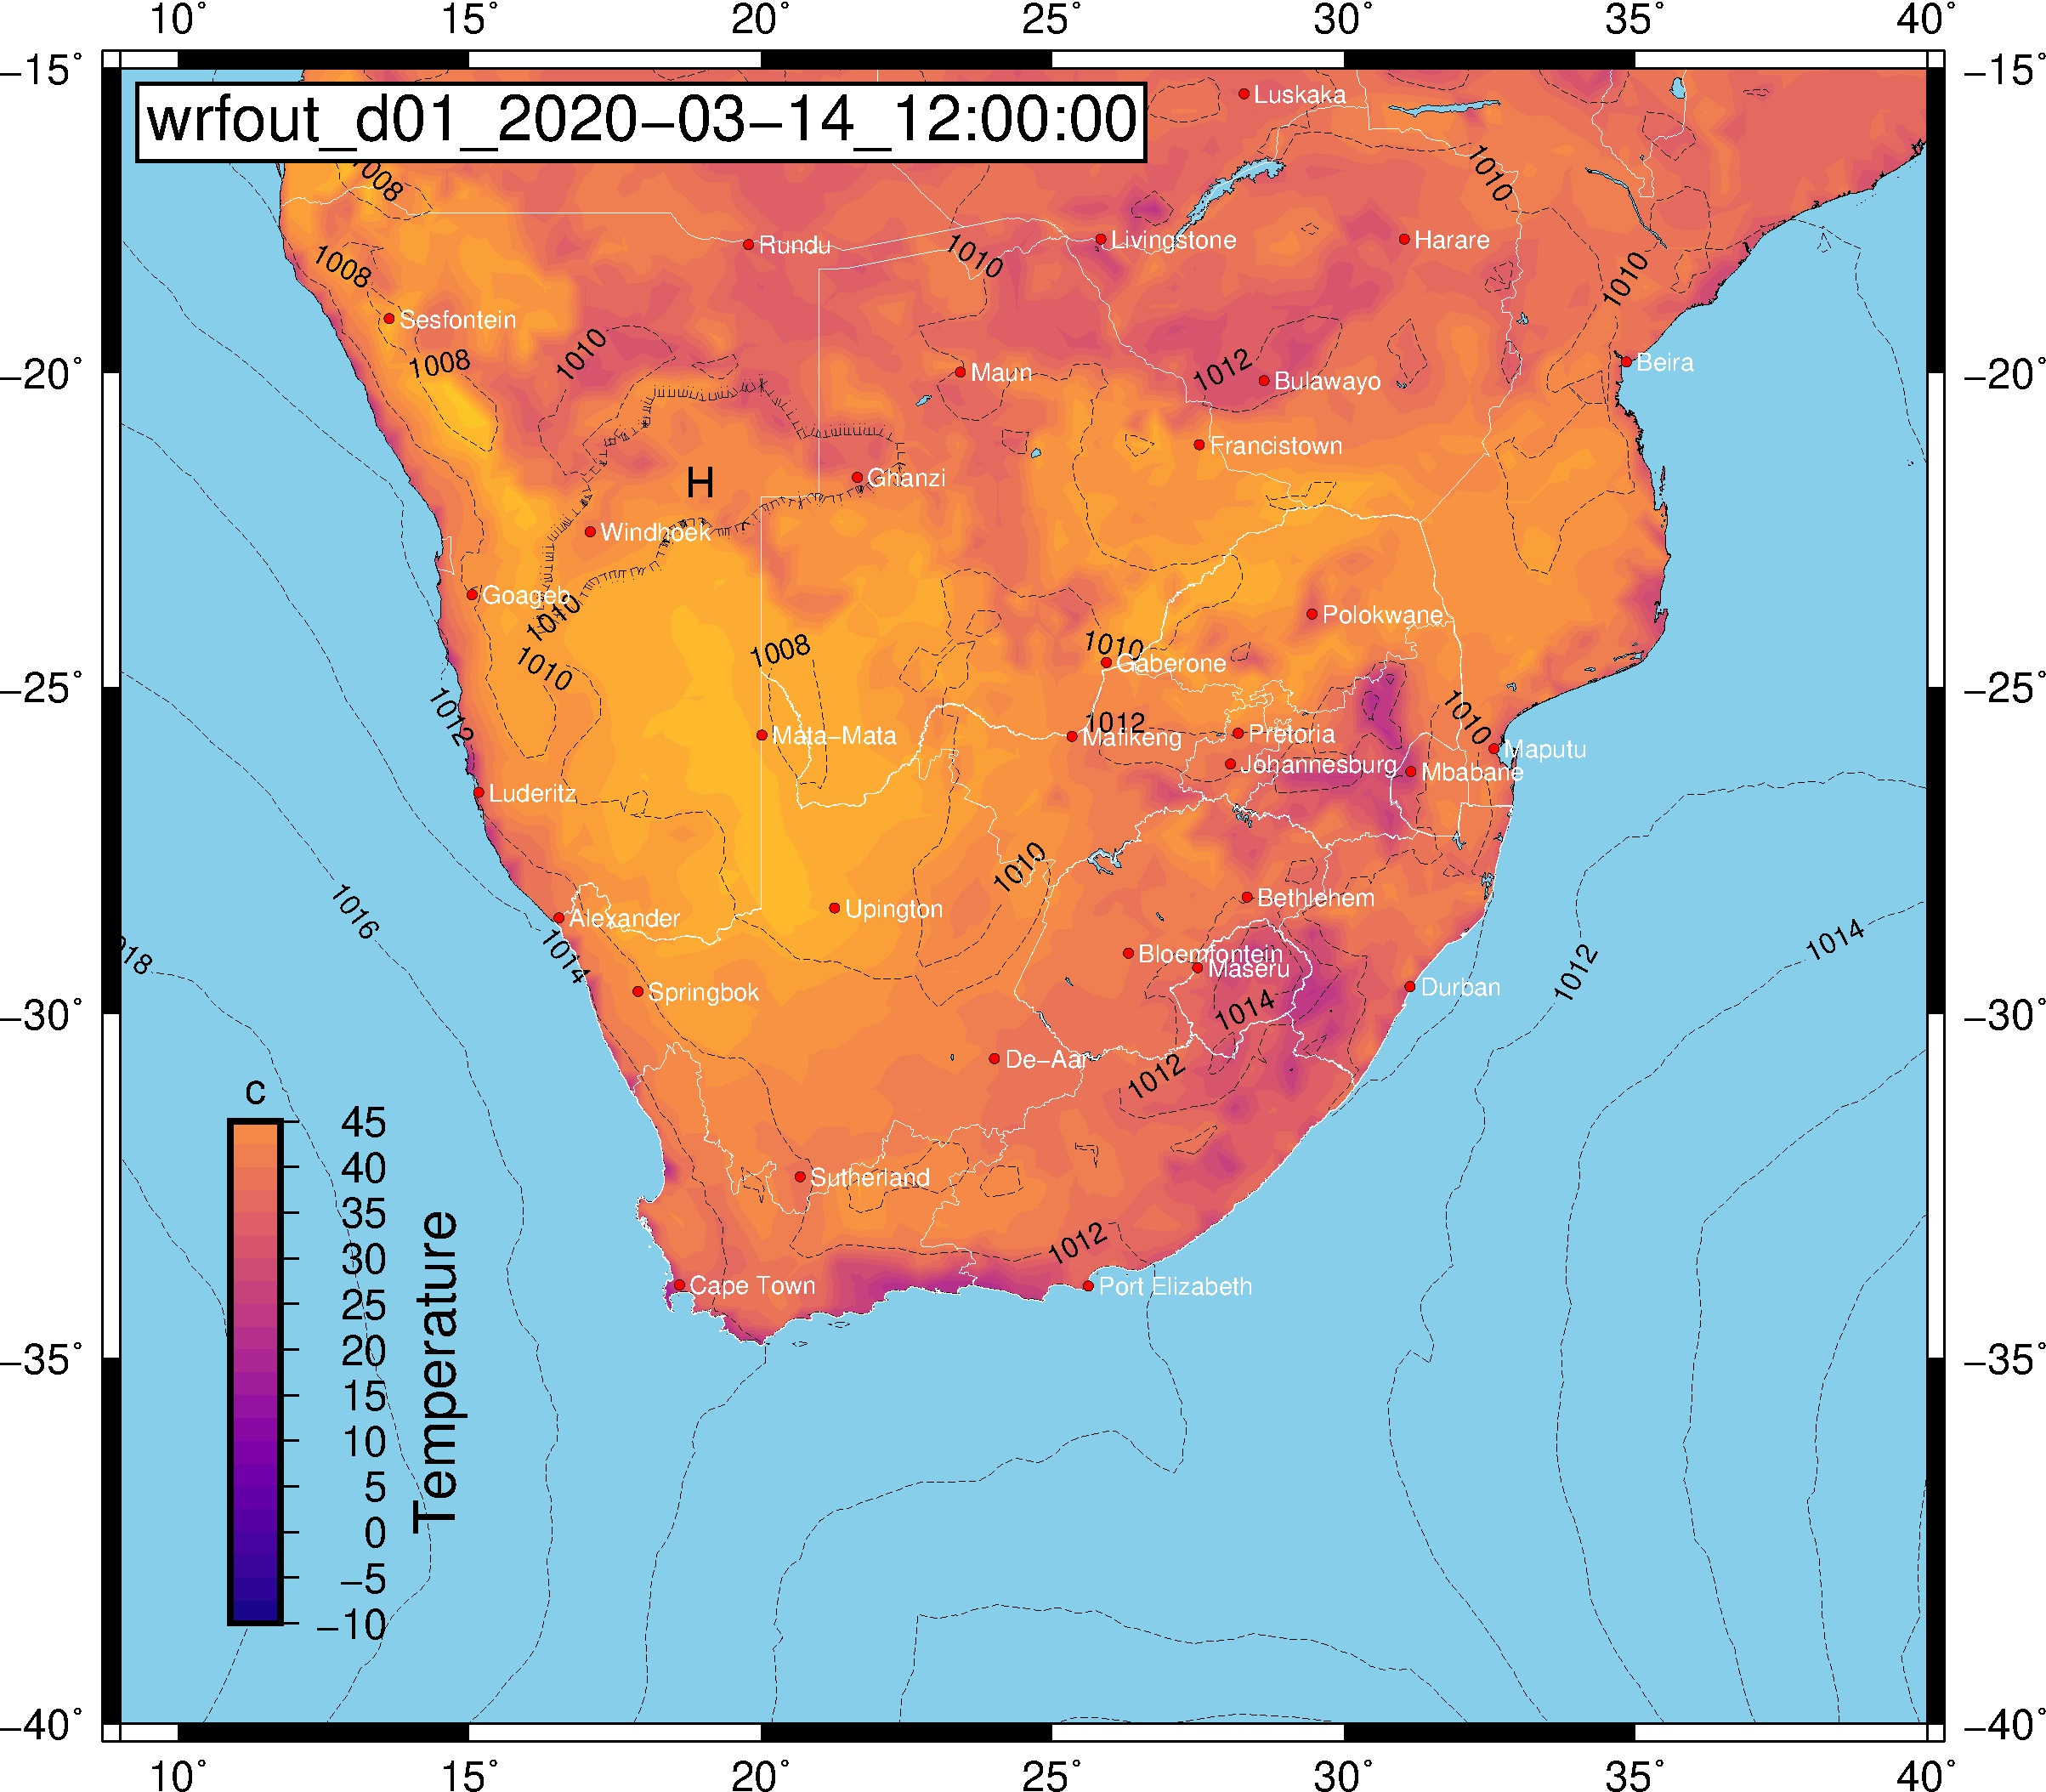 10° 15° 20° 25° 30° 35° 40°
−15° −15°
wrfout_d01_2020−03−14_12:00:00
Luskaka
1008
1010
Rundu
1010
Livingstone
Harare
1008
1010
Sesfontein
1008
1010
1012
Maun
Bulawayo
Beira
−20° −20°
Francistown
H
Ghanzi
Windhoek
Goageb
1010
Polokwane
1010
1008
1010
Gaberone
−25° −25°
1012
1012
1010
Mata−Mata
Mafikeng
Pretoria
Maputu
Johannesburg
Mbabane
Luderitz
1010
1016
Bethlehem
Upington
Alexander
1014
1018
1014
Bloemfontein
Maseru
1012
Springbok
Durban
1014
−30° −30°
De−Aar
1012
c
Sutherland
1012
Cape Town
Port Elizabeth
45
40
35
30
25
20
15
10
5
0
−5
−10
Temperature
−35° −35°
−40° −40°
10° 15° 20° 25° 30° 35° 40°